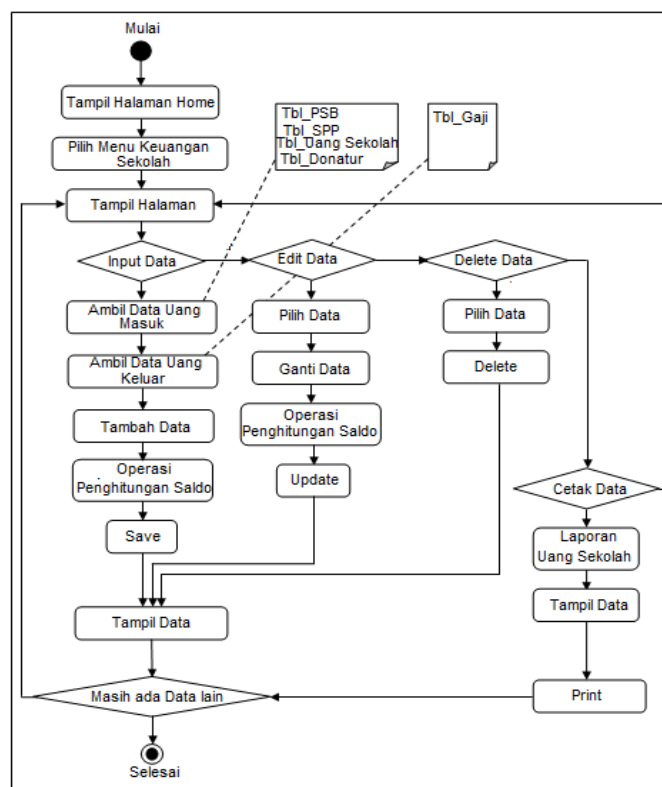 Mulai
Tampil Halaman Home
Pilih Menu Keuangan
Sekolah
Tampil Halaman
Tbl_PSB
Tbl_SPP
Tbl_Uang Sekolah
Tbl_Donatur
Tbl_Gaji
Input Data
Edit Data
Delete Data
Ambil Data Uang
Masuk
Ambil Data Uang
Keluar
Tambah Data
Operasi
Penghitungan Saldo
Save
Pilih Data
Ganti Data
Operasi
Penghitungan Saldo
Update
Pilih Data
Delete
Cetak Data
Laporan
Uang Sekolah
Tampil Data
Print
Tampil Data
Masih ada Data lain
Selesai